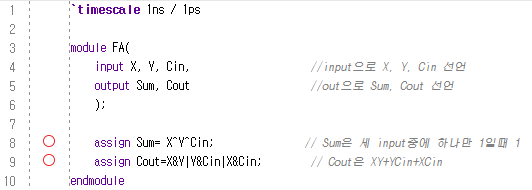 1 `timescale 1ns / 1ps
2
3 module FA(
4 input X, Y, Cin, //input으로 X, Y, Cin 선언
5 output Sum, Cout //out으로 Sum, Cout 선언
6 );
7
8 assign Sum= X^Y^Cin; // Sum은 세 input중에 하나만 1일때 1
9 assign Cout=X&Y|Y&Cin|X&Cin; // Cout은 XY+YCin+XCin
10 endmodule